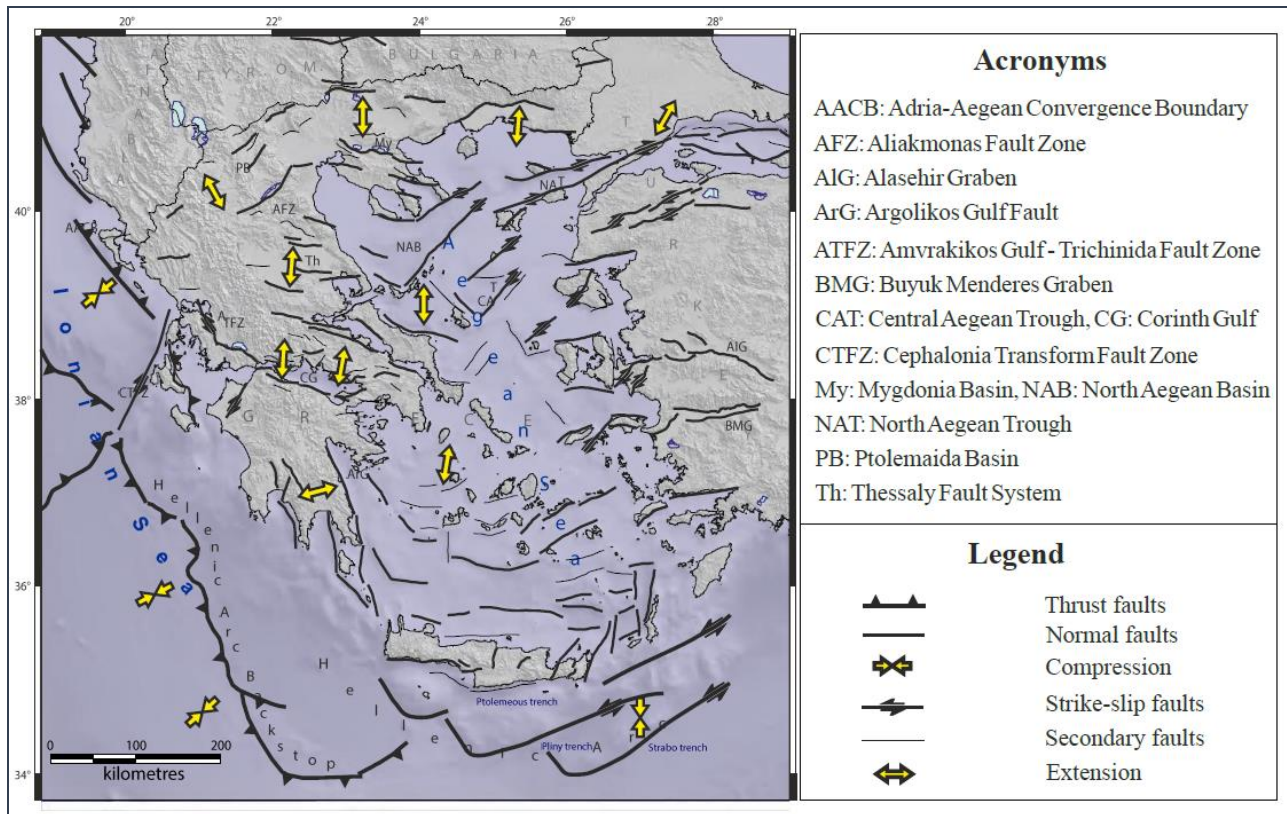 20°
22°
24°
26°
28°
40°
38°
36°
34°
ALBANIA
FYROM
BULGARIA
T
U
R
K
E
Y
GREECE
PB
My
NAT
AFZ
AACB
NAB
Th
CAT
ATFZ
AlG
CG
CTFZ
BMG
ArG
Ionian Sea
Aegean Sea
Hellenic Arc Backstop
Hellenic Arc
Ptolemeous trench
Pliny trench
Strabo trench
0 100 200
kilometres
Acronyms
AACB: Adria-Aegean Convergence Boundary
AFZ: Aliakmonas Fault Zone
AlG: Alasehir Graben
ArG: Argolikos Gulf Fault
ATFZ: Amvrakikos Gulf - Trichinida Fault Zone
BMG: Buyuk Menderes Graben
CAT: Central Aegean Trough, CG: Corinth Gulf
CTFZ: Cephalonia Transform Fault Zone
My: Mygdonia Basin, NAB: North Aegean Basin
NAT: North Aegean Trough
PB: Ptolemaida Basin
Th: Thessaly Fault System
Legend
Thrust faults
Normal faults
Compression
Strike-slip faults
Secondary faults
Extension